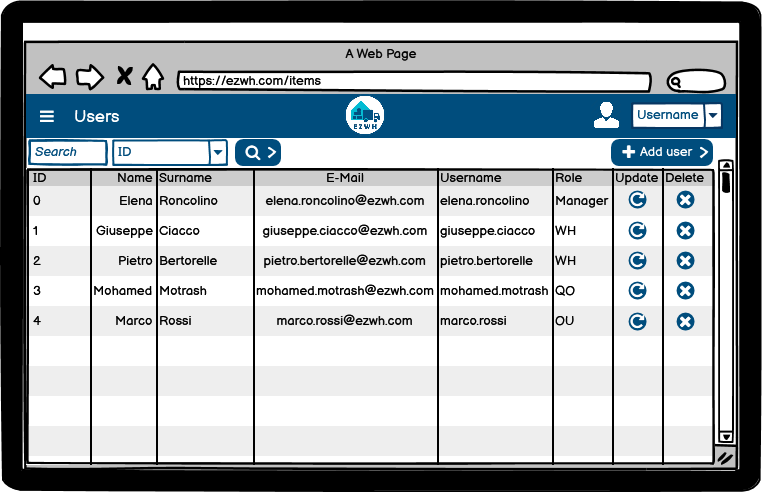 A Web Page
https://ezwh.com/items
Users
EZWH
Username
Search
ID
Add user
ID Name Surname E-Mail Username Role Update Delete
0 Elena Roncolino elena.roncolino@ezwh.com elena.roncolino Manager
1 Giuseppe Ciacco giuseppe.ciacco@ezwh.com giuseppe.ciacco WH
2 Pietro Bertorelle pietro.bertorelle@ezwh.com pietro.bertorelle WH
3 Mohamed Motrash mohamed.motrash@ezwh.com mohamed.motrash QO
4 Marco Rossi marco.rossi@ezwh.com marco.rossi OU